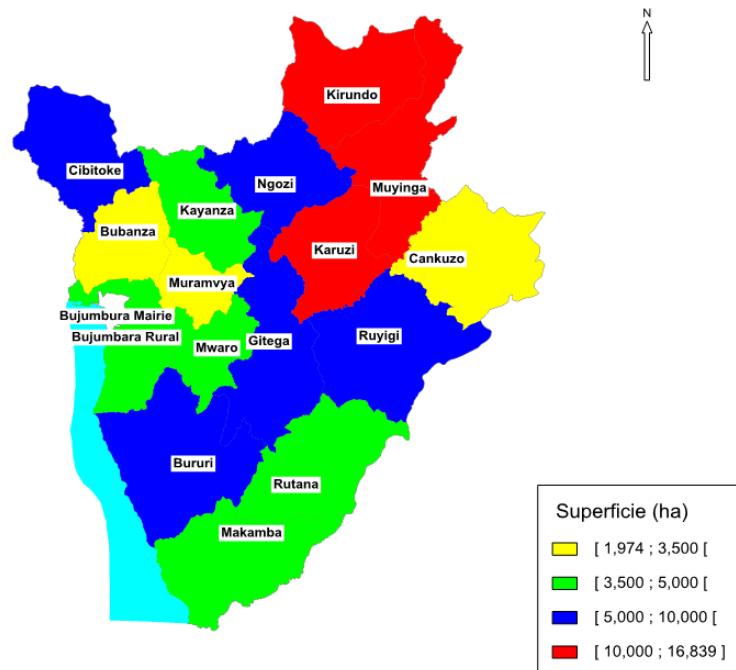 N
Kirundo
Cibitoke
Ngozi
Muyinga
Kayanza
Bubanza
Karuzi
Cankuzo
Muramvya
Bujumbura Mairie
Bujumbara Rural
Mwaro
Gitega
Ruyigi
Bururi
Rutana
Makamba
Superficie (ha)
[ 1,974 ; 3,500 [
[ 3,500 ; 5,000 [
[ 5,000 ; 10,000 [
[ 10,000 ; 16,839 ]